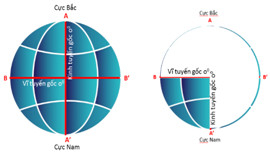 Cực Bắc
A
B
B'
Vĩ tuyến gốc 0°
Kinh tuyến gốc 0°
A'
Cực Nam
Cực Bắc
A
B
B'
Vĩ tuyến gốc 0°
Kinh tuyến gốc 0°
A'
Cực Nam